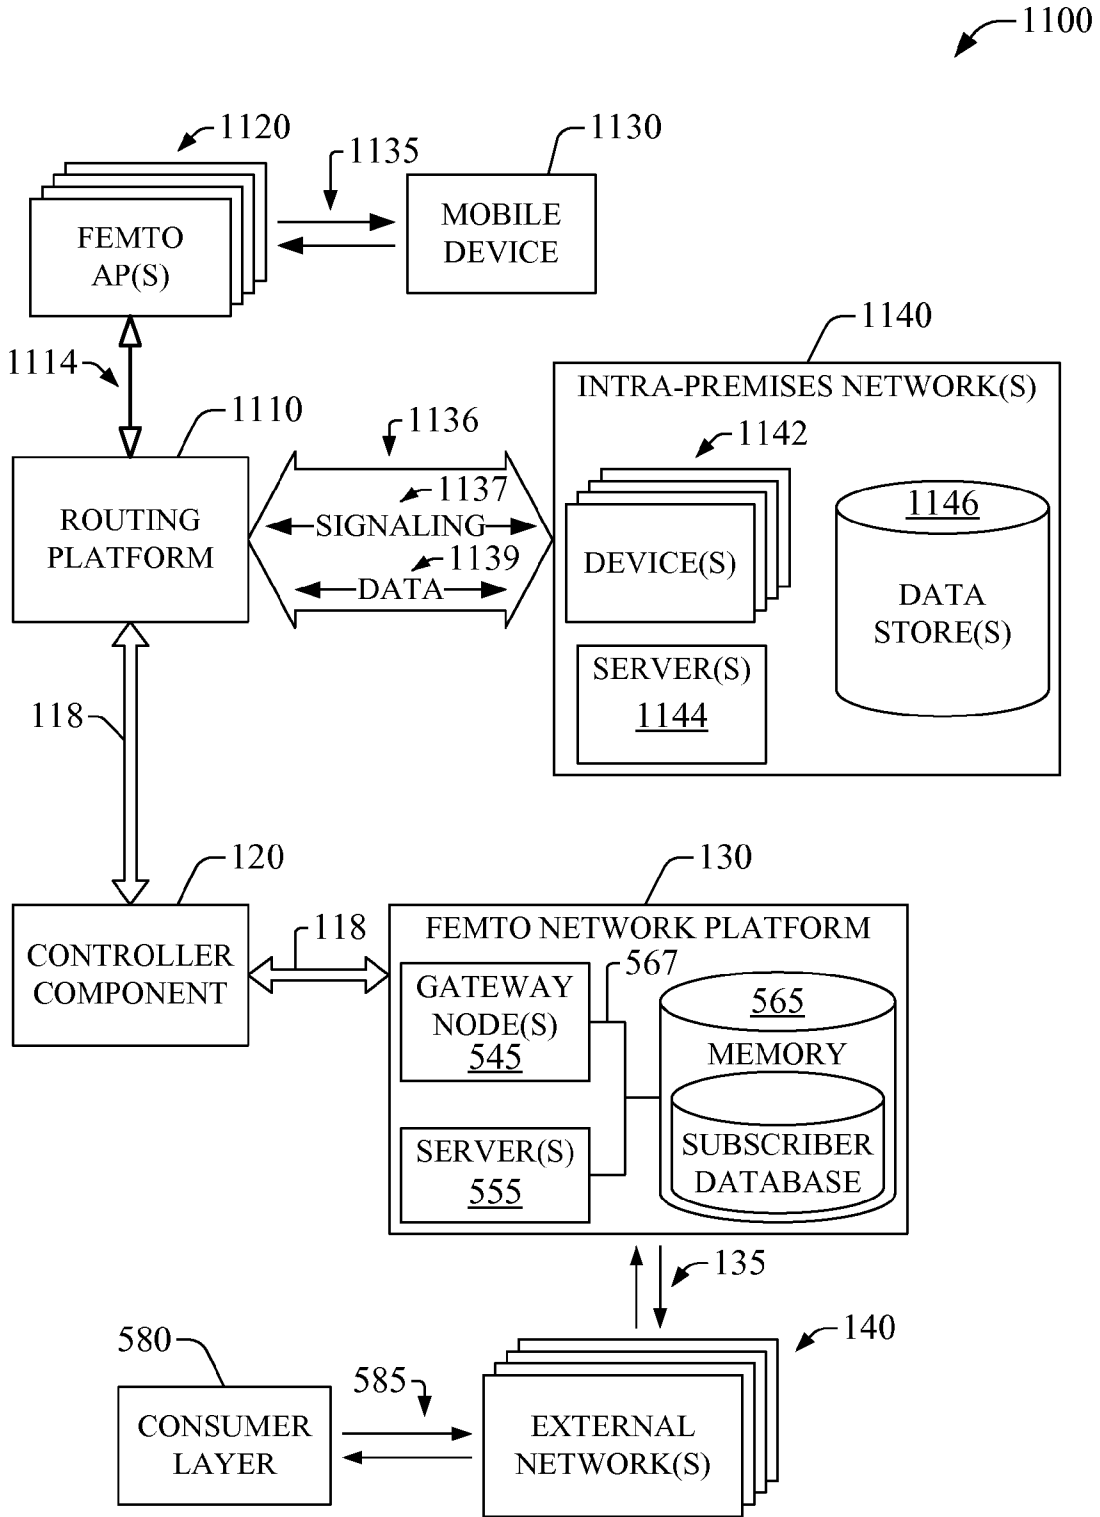 1100
1120
1135
1130
FEMTO
AP(S)
MOBILE
DEVICE
1114
1140
INTRA-PREMISES NETWORK(S)
1110
1136
1142
ROUTING
PLATFORM
1137
SIGNALING
1139
DATA
DEVICE(S)
1146
DATA
STORE(S)
SERVER(S)
1144
118
120
130
CONTROLLER
COMPONENT
118
FEMTO NETWORK PLATFORM
567
GATEWAY
NODE(S)
545
565
MEMORY
SERVER(S)
555
SUBSCRIBER
DATABASE
135
580
585
140
CONSUMER
LAYER
EXTERNAL
NETWORK(S)